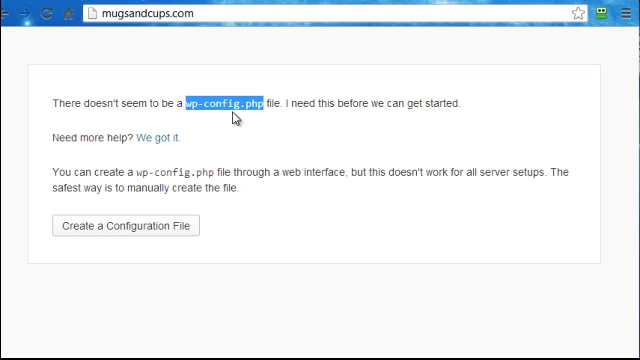 mugsandcups.com
There doesn't seem to be a wp-config.php file. I need this before we can get started.
Need more help? We got it.
You can create a wp-config.php file through a web interface, but this doesn't work for all server setups. The
safest way is to manually create the file.
Create a Configuration File